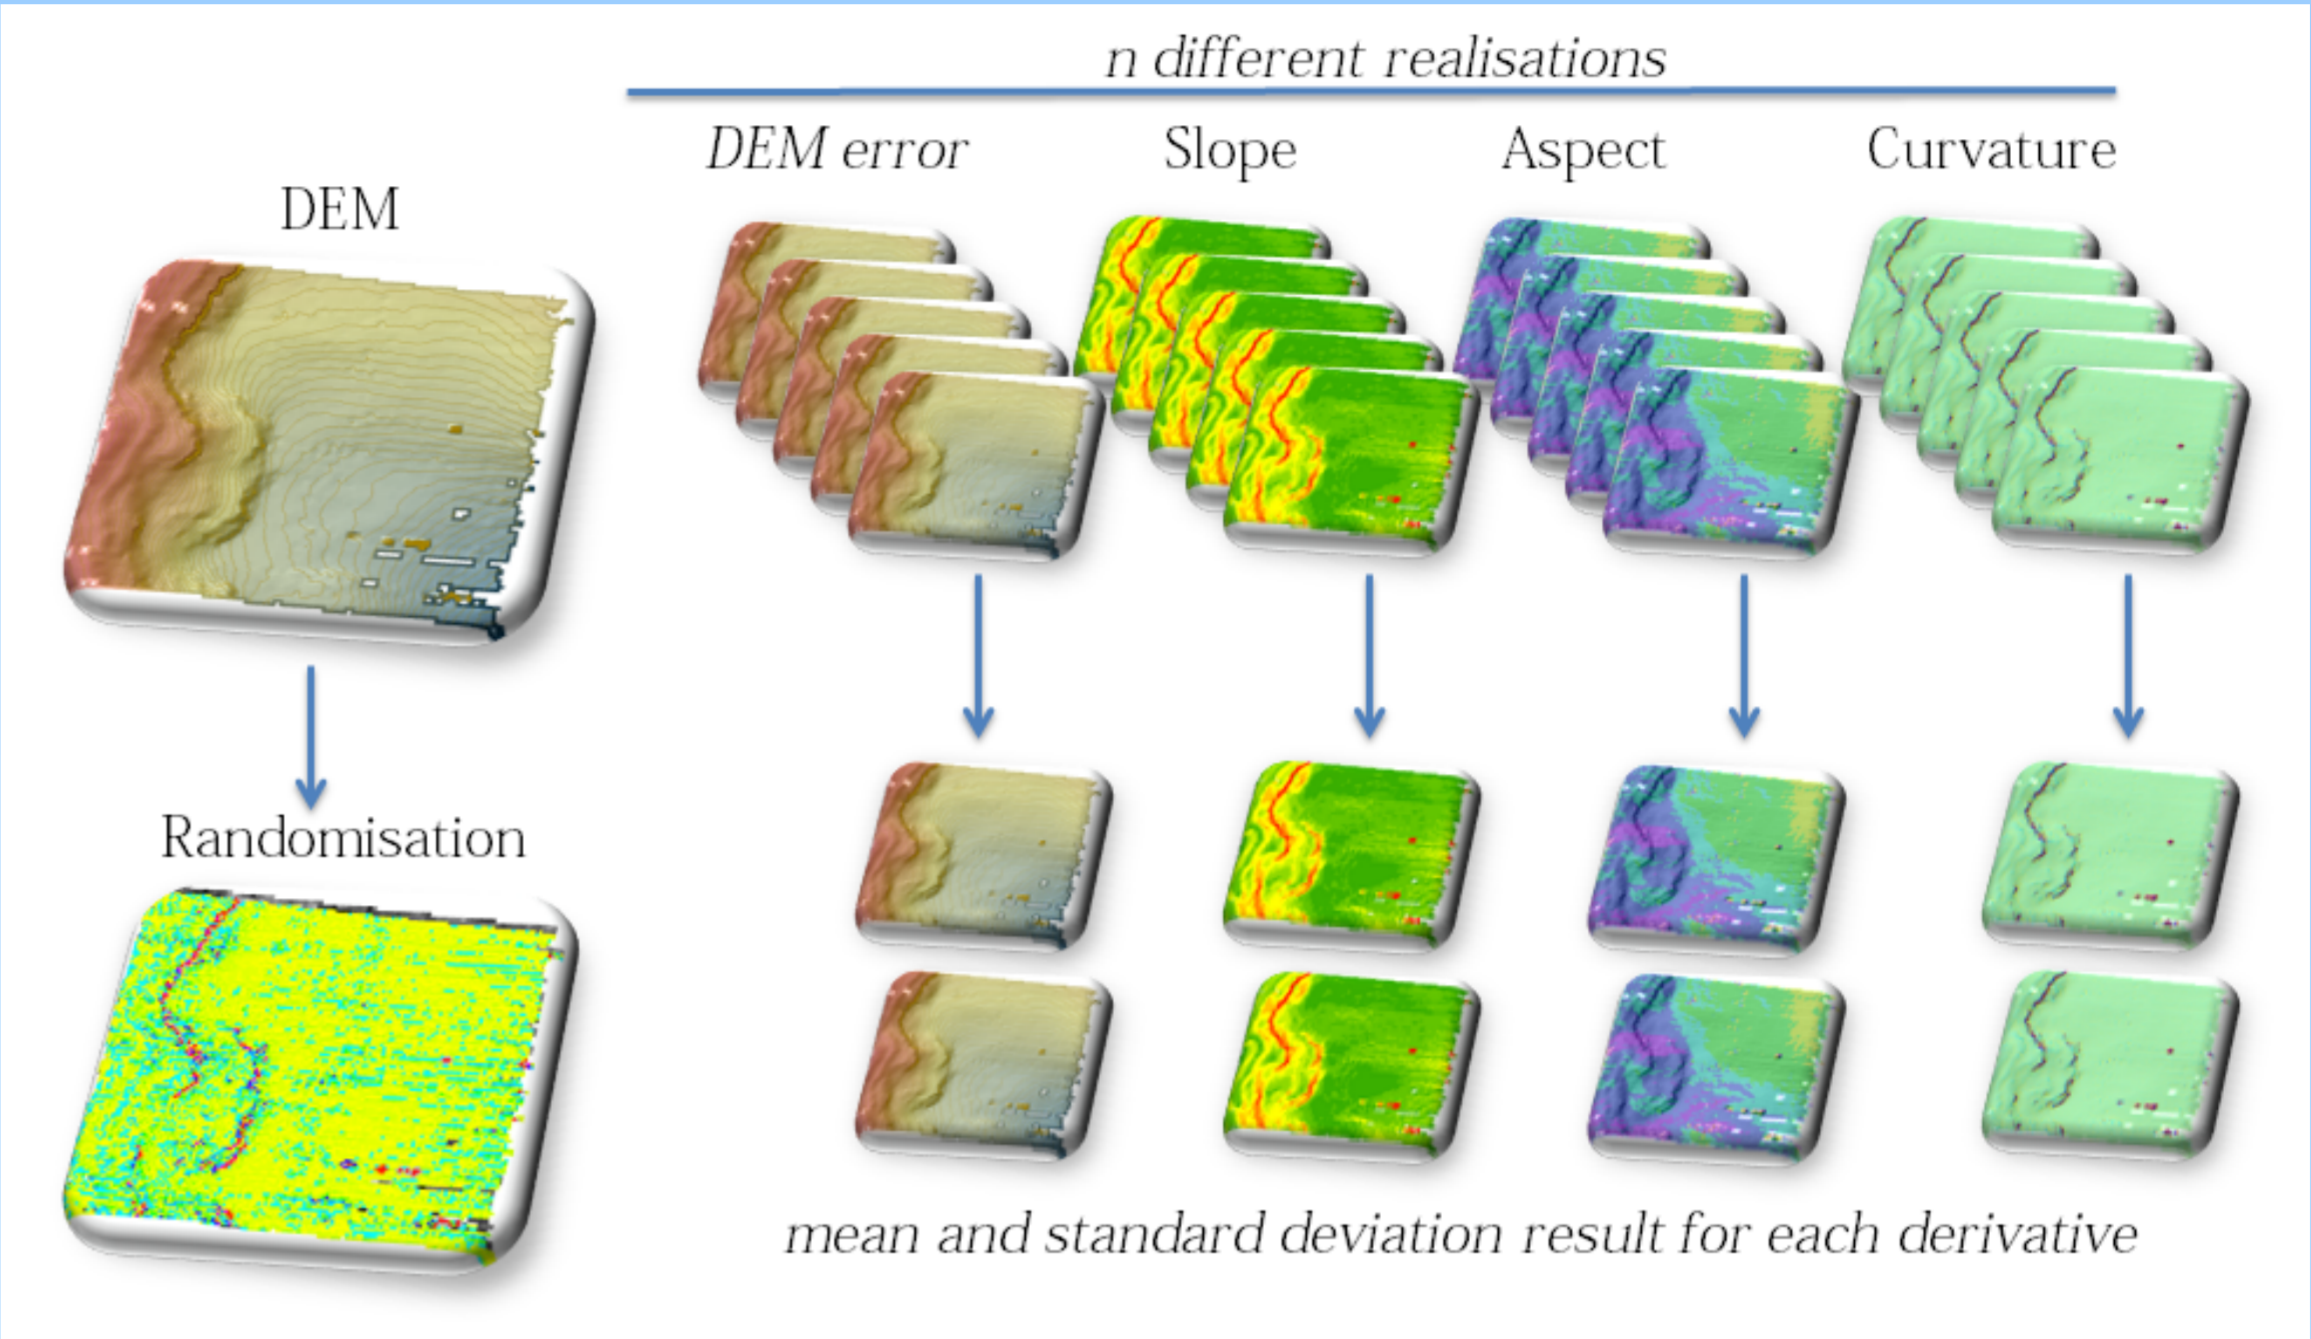 n different realisations
DEM error
Slope
Aspect
Curvature
DEM
Randomisation
mean and standard deviation result for each derivative